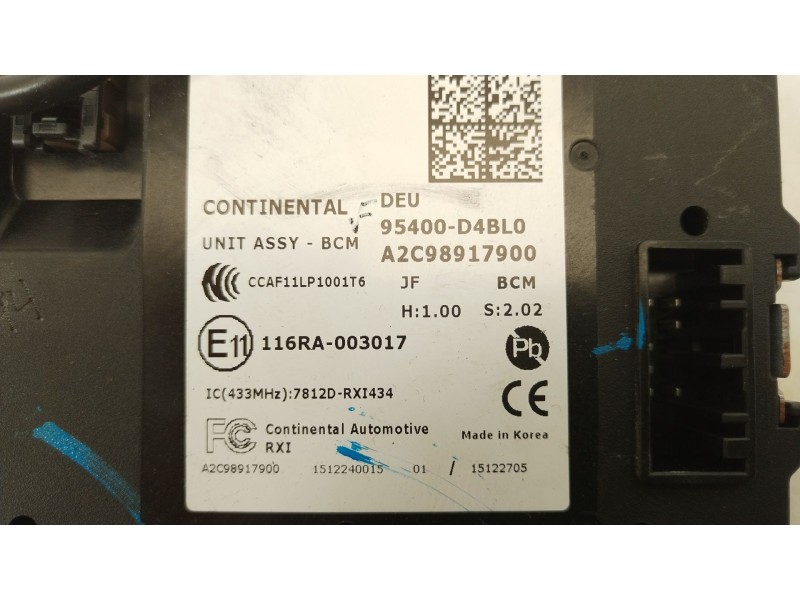 DEU
CONTINENTAL F 95400-D4BL0
UNIT ASSY - BCM A2C98917900
CCAF11LP1001T6 JF BCM
H:1.00 S:2.02
E11 116RA-003017 Pb
IC(433MHz):7812D-RXI434
CE
FC Continental Automotive
RXI Made in Korea
A2C98917900 1512240015 01 / 15122705